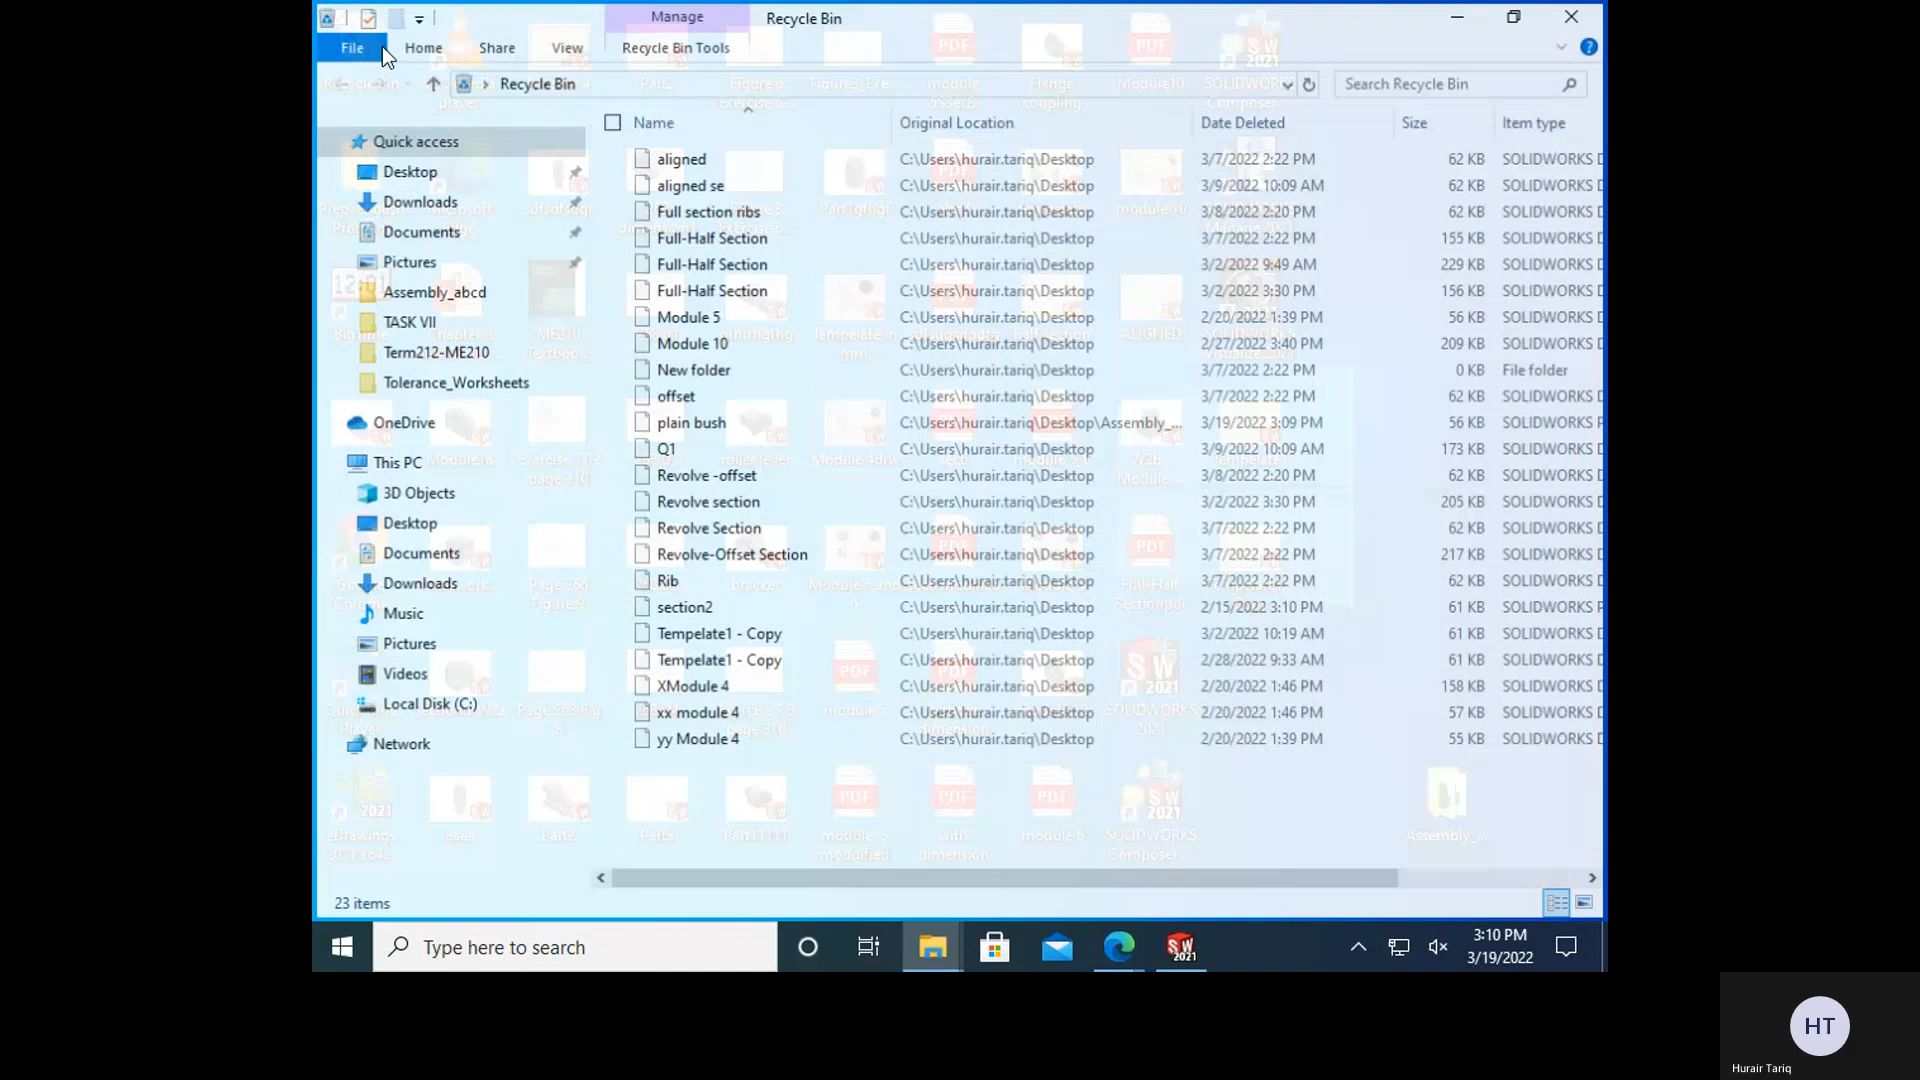 Manage
Recycle Bin
File
Home
Share
View
Recycle Bin Tools
Recycle Bin
Search Recycle Bin
Name
Original Location
Date Deleted
Size
Item type
Quick access
Desktop
Downloads
Documents
Pictures
Assembly_abcd
TASK VII
Term212-ME210
Tolerance_Worksheets
OneDrive
This PC
3D Objects
Desktop
Documents
Downloads
Music
Pictures
Videos
Local Disk (C:)
Network
aligned C:\Users\hurair.tariq\Desktop 3/7/2022 2:22 PM 62 KB SOLIDWORKS D
aligned se C:\Users\hurair.tariq\Desktop 3/9/2022 10:09 AM 62 KB SOLIDWORKS D
Full section ribs C:\Users\hurair.tariq\Desktop 3/8/2022 2:20 PM 62 KB SOLIDWORKS D
Full-Half Section C:\Users\hurair.tariq\Desktop 3/7/2022 2:22 PM 155 KB SOLIDWORKS D
Full-Half Section C:\Users\hurair.tariq\Desktop 3/2/2022 9:49 AM 229 KB SOLIDWORKS D
Full-Half Section C:\Users\hurair.tariq\Desktop 3/2/2022 3:30 PM 156 KB SOLIDWORKS D
Module 5 C:\Users\hurair.tariq\Desktop 2/20/2022 1:39 PM 56 KB SOLIDWORKS D
Module 10 C:\Users\hurair.tariq\Desktop 2/27/2022 3:40 PM 209 KB SOLIDWORKS D
New folder C:\Users\hurair.tariq\Desktop 3/7/2022 2:22 PM 0 KB File folder
offset C:\Users\hurair.tariq\Desktop 3/7/2022 2:22 PM 62 KB SOLIDWORKS D
plain bush C:\Users\hurair.tariq\Desktop\Assembly_... 3/19/2022 3:09 PM 56 KB SOLIDWORKS P
Q1 C:\Users\hurair.tariq\Desktop 3/9/2022 10:09 AM 173 KB SOLIDWORKS D
Revolve -offset C:\Users\hurair.tariq\Desktop 3/8/2022 2:20 PM 62 KB SOLIDWORKS D
Revolve section C:\Users\hurair.tariq\Desktop 3/2/2022 3:30 PM 205 KB SOLIDWORKS D
Revolve Section C:\Users\hurair.tariq\Desktop 3/7/2022 2:22 PM 62 KB SOLIDWORKS D
Revolve-Offset Section C:\Users\hurair.tariq\Desktop 3/7/2022 2:22 PM 217 KB SOLIDWORKS D
Rib C:\Users\hurair.tariq\Desktop 3/7/2022 2:22 PM 62 KB SOLIDWORKS D
section2 C:\Users\hurair.tariq\Desktop 2/15/2022 3:10 PM 61 KB SOLIDWORKS P
Tempelate1 - Copy C:\Users\hurair.tariq\Desktop 3/2/2022 10:19 AM 61 KB SOLIDWORKS D
Tempelate1 - Copy C:\Users\hurair.tariq\Desktop 2/28/2022 9:33 AM 61 KB SOLIDWORKS D
XModule 4 C:\Users\hurair.tariq\Desktop 2/20/2022 1:46 PM 158 KB SOLIDWORKS D
xx module 4 C:\Users\hurair.tariq\Desktop 2/20/2022 1:46 PM 57 KB SOLIDWORKS D
yy Module 4 C:\Users\hurair.tariq\Desktop 2/20/2022 1:39 PM 55 KB SOLIDWORKS D
23 items
Type here to search
3:10 PM
3/19/2022
HT
Hurair Tariq